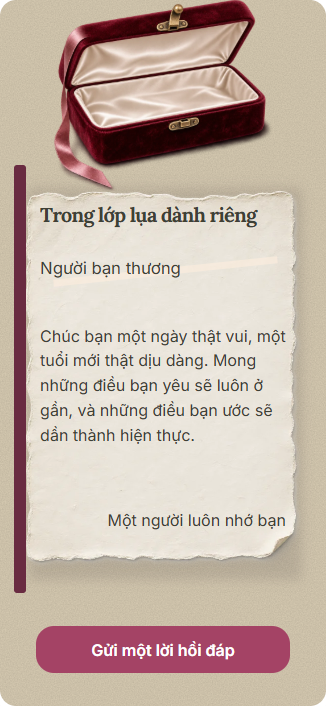 Trong lớp lụa dành riêng
Người bạn thương
Chúc bạn một ngày thật vui, một
tuổi mới thật dịu dàng. Mong
những điều bạn yêu sẽ luôn ở
gần, và những điều bạn ước sẽ
dần thành hiện thực.
Một người luôn nhớ bạn
Gửi một lời hồi đáp